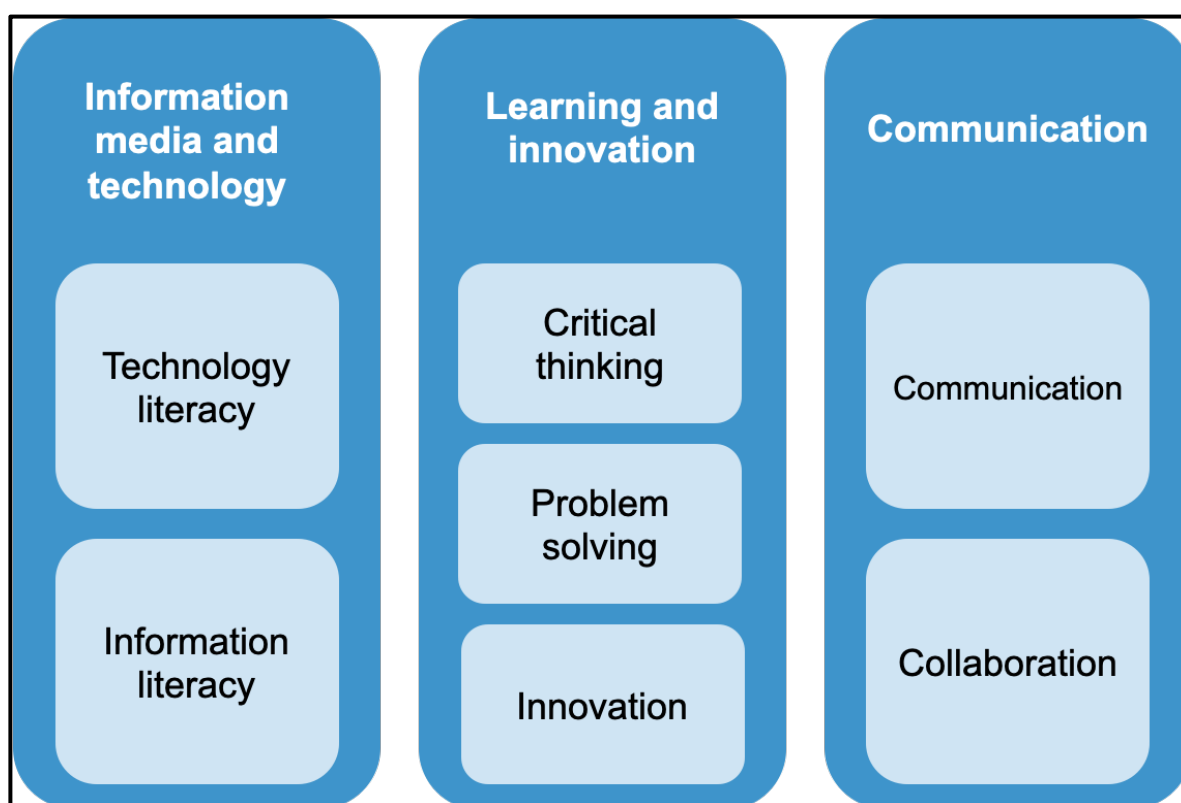 Information
media and
technology
Technology
literacy
Information
literacy
Learning and
innovation
Critical
thinking
Problem
solving
Innovation
Communication
Communication
Collaboration